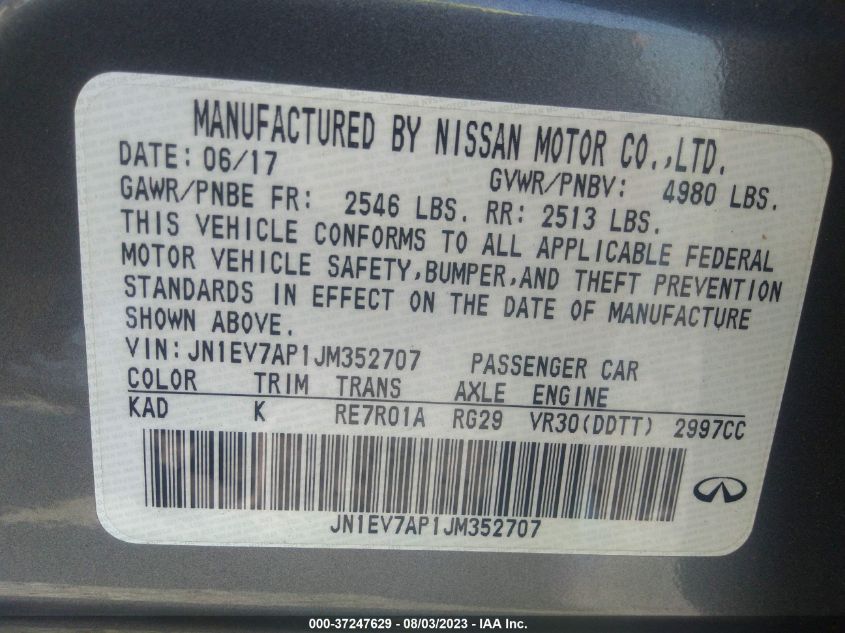 MANUFACTURED BY NISSAN MOTOR CO.,LTD.
DATE: 06/17 GVWR/PNBV: 4980 LBS.
GAWR/PNBE FR: 2546 LBS. RR: 2513 LBS.
THIS VEHICLE CONFORMS TO ALL APPLICABLE FEDERAL
MOTOR VEHICLE SAFETY,BUMPER,AND THEFT PREVENTION
STANDARDS IN EFFECT ON THE DATE OF MANUFACTURE
SHOWN ABOVE.
VIN:JN1EV7AP1JM352707 PASSENGER CAR
COLOR TRIM TRANS AXLE ENGINE
KAD K RE7R01A RG29 VR30(DDTT) 2997CC
JN1EV7AP1JM352707
000-37247629 - 08/03/2023 - IAA Inc.